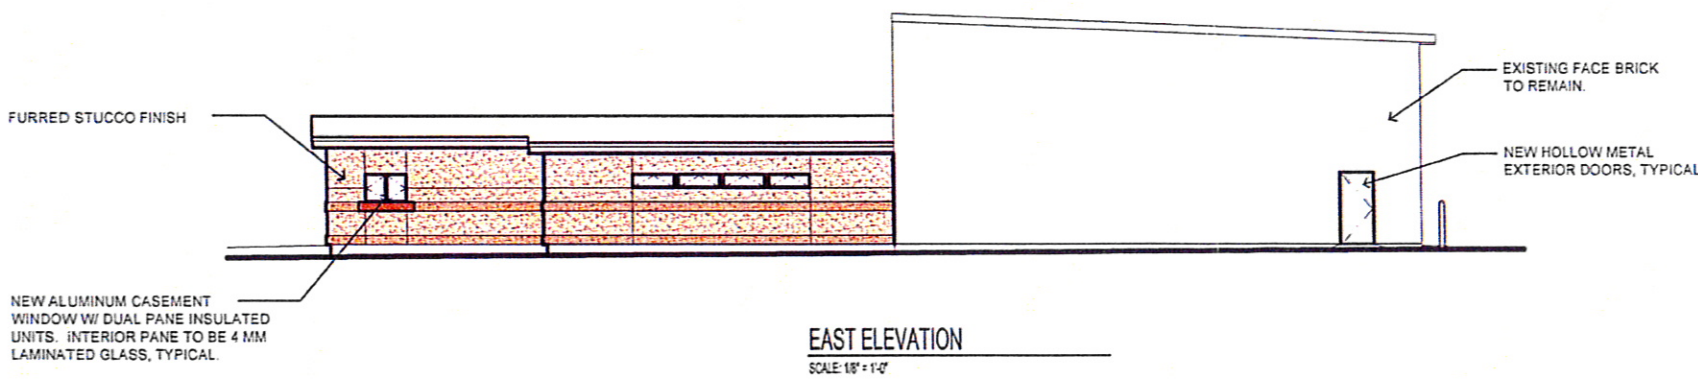 FURRED STUCCO FINISH
EXISTING FACE BRICK
TO REMAIN.
NEW HOLLOW METAL
EXTERIOR DOORS, TYPICAL
NEW ALUMINUM CASEMENT
WINDOW W/ DUAL PANE INSULATED
UNITS. INTERIOR PANE TO BE 4 MM
LAMINATED GLASS, TYPICAL.
EAST ELEVATION
SCALE: 1/8" = 1'-0"